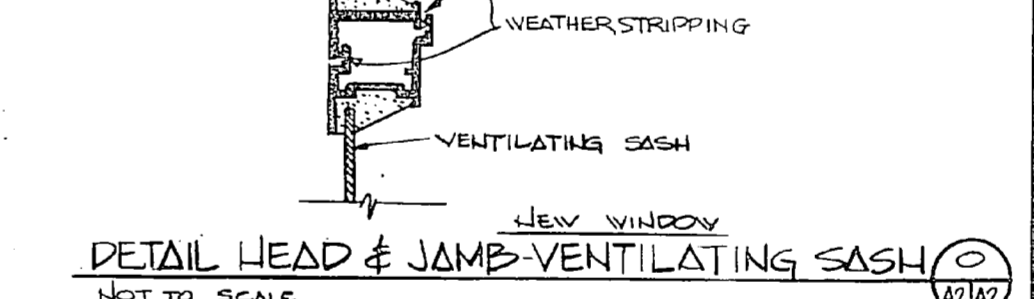 WEATHERSTRIPPING
VENTILATING SASH
NEW WINDOW
DETAIL HEAD & JAMB-VENTILATING SASH
O
NOT TO SCALE
A2|A2